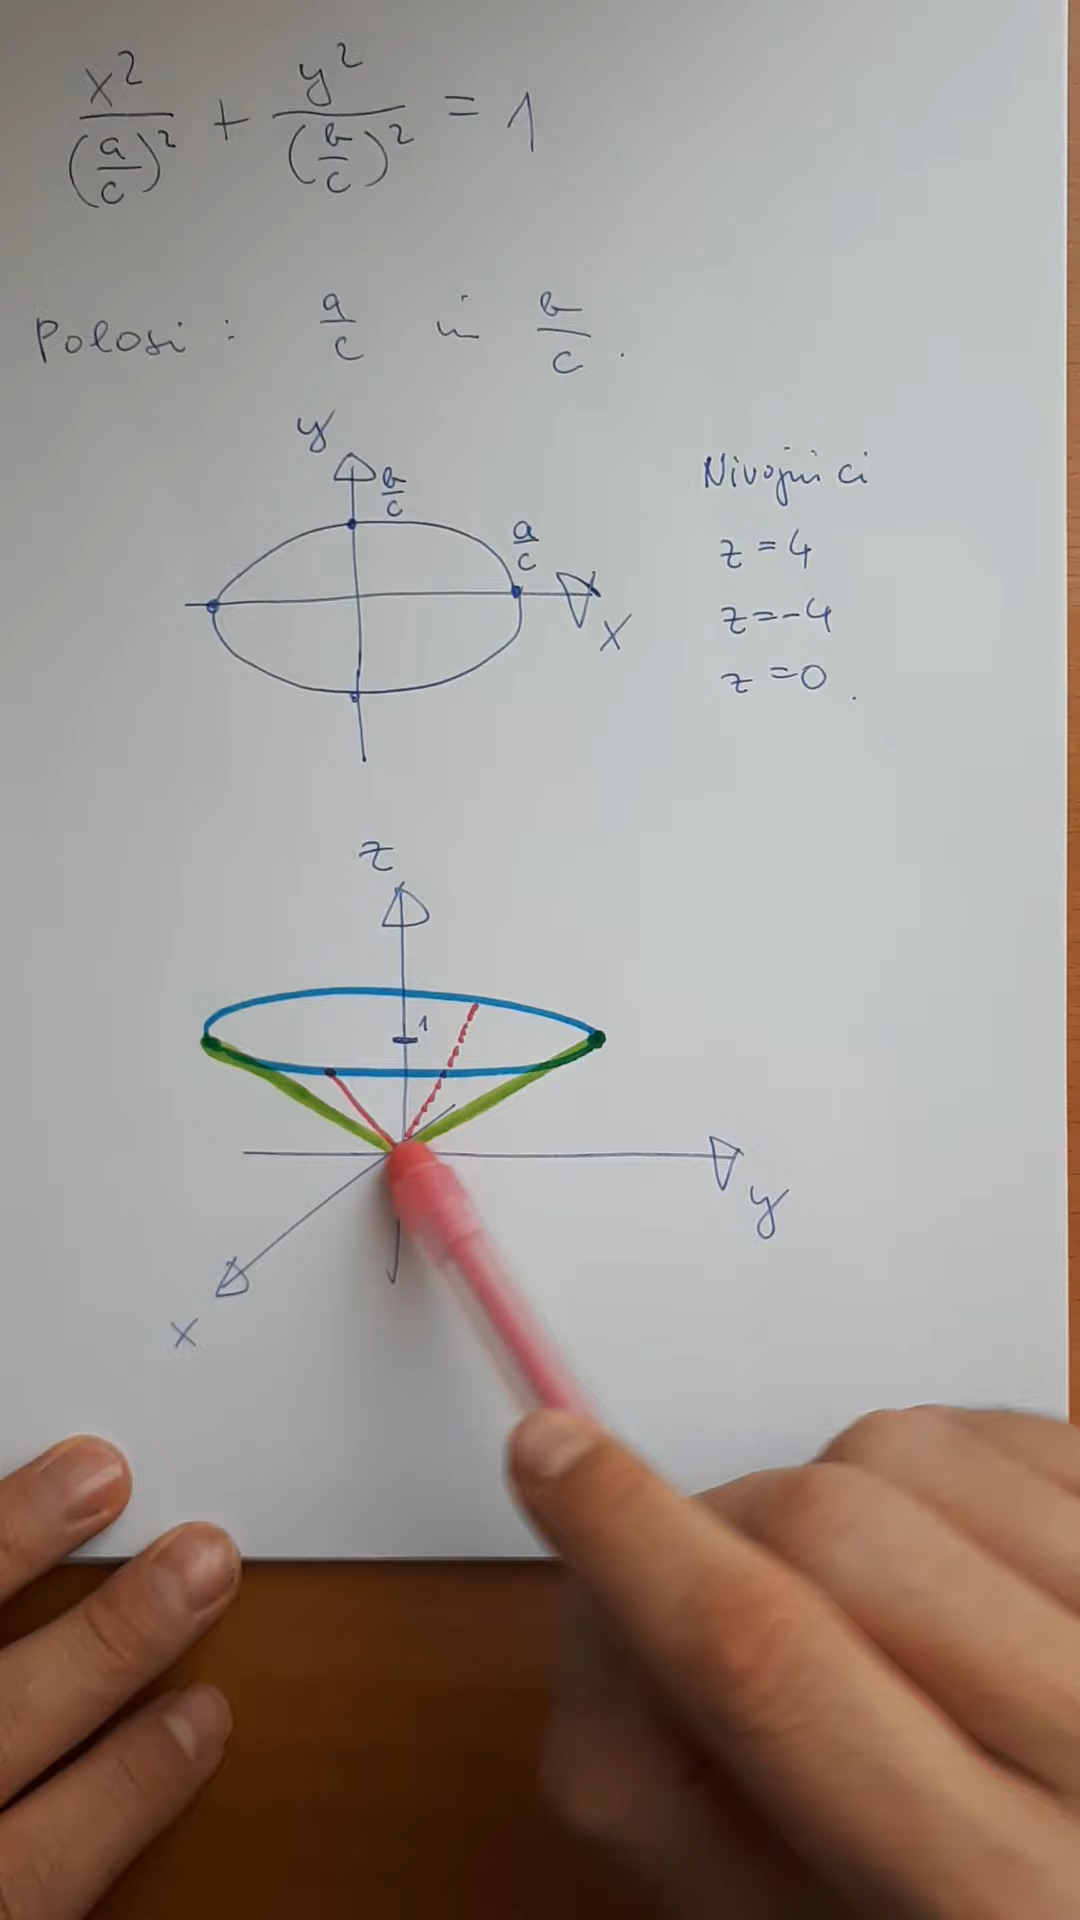 x²/(a/c)² + y²/(b/c)² = 1
Polosi : a/c in b/c .
y
b/c
a/c
x
Nivojnici
z = 4
z = -4
z = 0 .
z
1
y
x